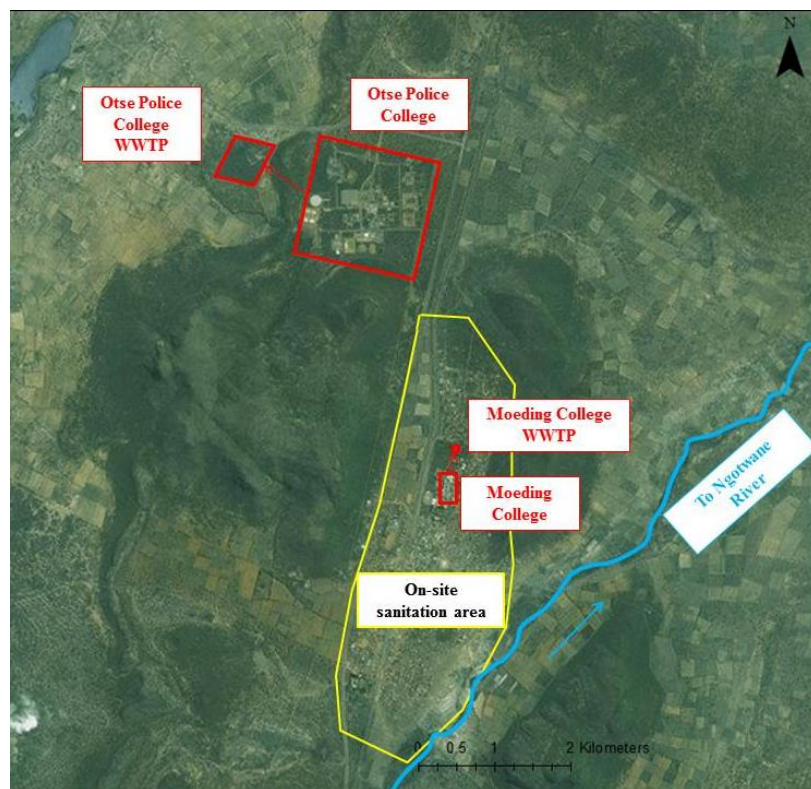 N
Otse Police
College
WWTP
Otse Police
College
Moeding College
WWTP
Moeding
College
To Ngotwane
River
On-site
sanitation area
0 0.5 1 2 Kilometers